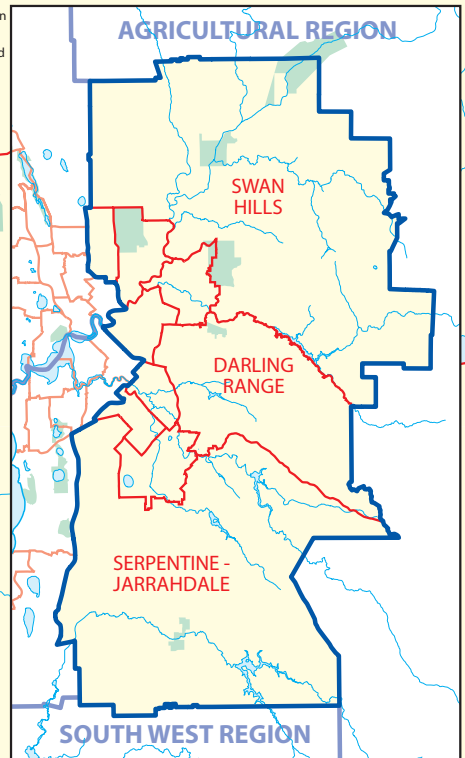 n
d
AGRICULTURAL REGION
SWAN
HILLS
DARLING
RANGE
SERPENTINE -
JARRAHDALE
SOUTH WEST REGION